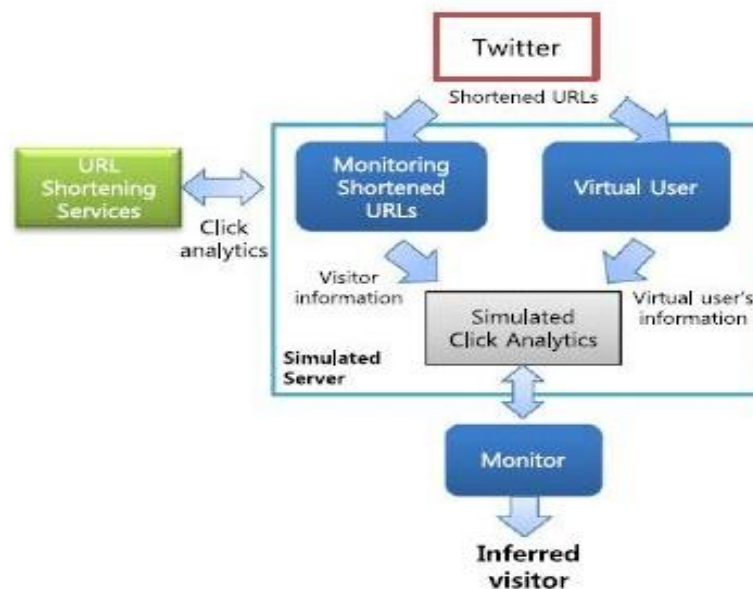 Twitter
Shortened URLs
URL
Shortening
Services
Click
analytics
Monitoring
Shortened
URLs
Virtual User
Visitor
information
Virtual user's
information
Simulated
Click Analytics
Simulated
Server
Monitor
Inferred
visitor